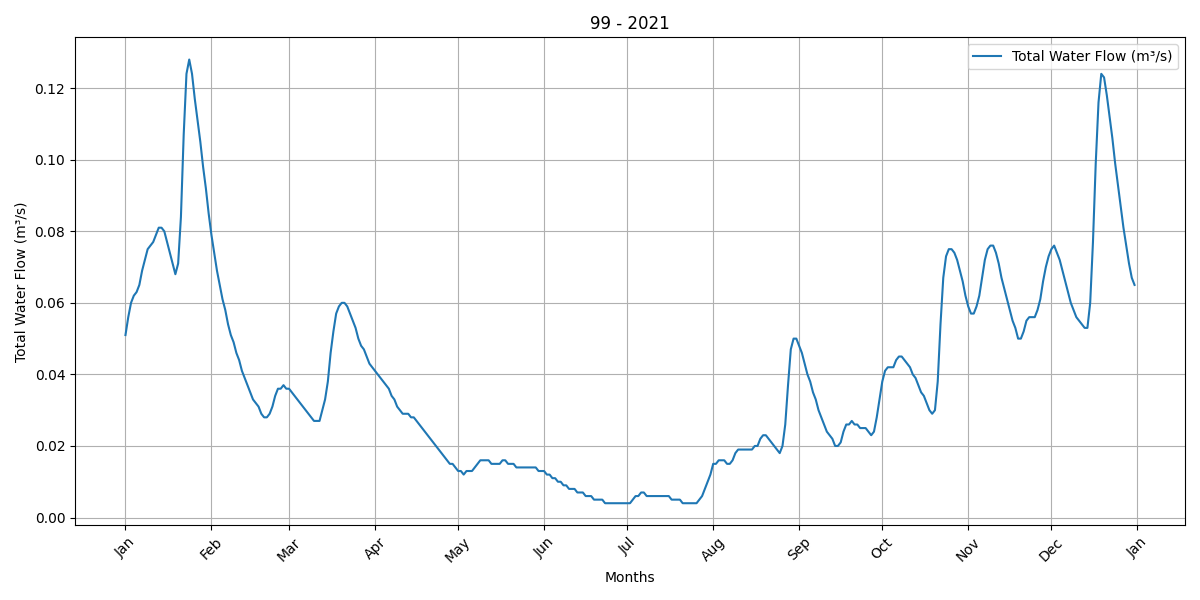 99 - 2021
Total Water Flow (m³/s)
Total Water Flow (m³/s)
0.12
0.10
0.08
0.06
0.04
0.02
0.00
Jan
Feb
Mar
Apr
May
Jun
Jul
Aug
Sep
Oct
Nov
Dec
Jan
Months